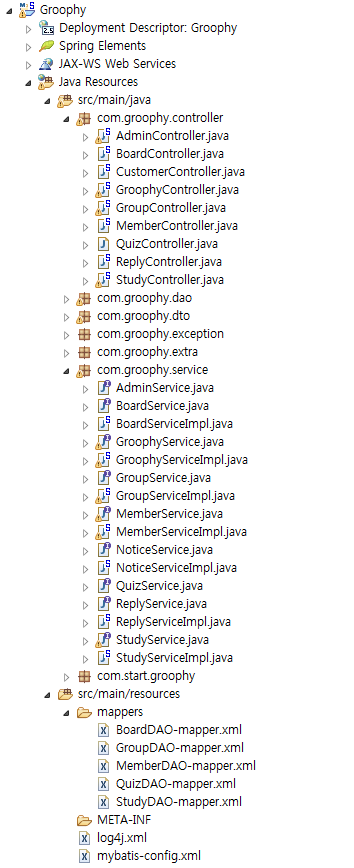 Groophy
Deployment Descriptor: Groophy
Spring Elements
JAX-WS Web Services
Java Resources
src/main/java
com.groophy.controller
AdminController.java
BoardController.java
CustomerController.java
GroophyController.java
GroupController.java
MemberController.java
QuizController.java
ReplyController.java
StudyController.java
com.groophy.dao
com.groophy.dto
com.groophy.exception
com.groophy.extra
com.groophy.service
AdminService.java
BoardService.java
BoardServiceImpl.java
GroophyService.java
GroophyServiceImpl.java
GroupService.java
GroupServiceImpl.java
MemberService.java
MemberServiceImpl.java
NoticeService.java
NoticeServiceImpl.java
QuizService.java
ReplyService.java
ReplyServiceImpl.java
StudyService.java
StudyServiceImpl.java
com.start.groophy
src/main/resources
mappers
BoardDAO-mapper.xml
GroupDAO-mapper.xml
MemberDAO-mapper.xml
QuizDAO-mapper.xml
StudyDAO-mapper.xml
META-INF
log4j.xml
mybatis-config.xml